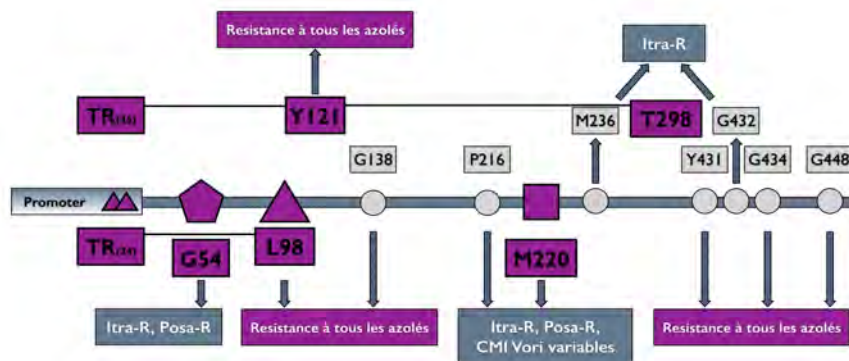 Resistance à tous les azolés
Itra-R
TR(46)
Y121
M236
T298
G432
G138
P216
Y431
G434
G448
Promoter
TR(34)
G54
L98
M220
Itra-R, Posa-R
Resistance à tous les azolés
Itra-R, Posa-R,
CMI Vori variables
Resistance à tous les azolés